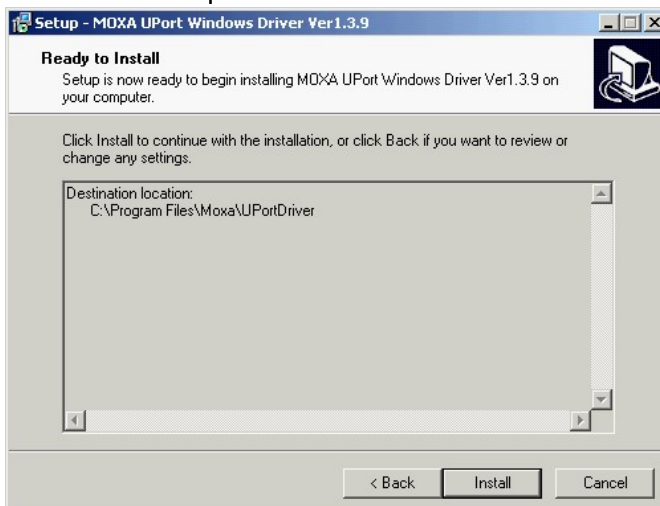 Setup - MOXA UPort Windows Driver Ver1.3.9
Ready to Install
Setup is now ready to begin installing MOXA UPort Windows Driver Ver1.3.9 on
your computer.
Click Install to continue with the installation, or click Back if you want to review or
change any settings.
Destination location:
C:\Program Files\Moxa\UPortDriver
< Back Install Cancel